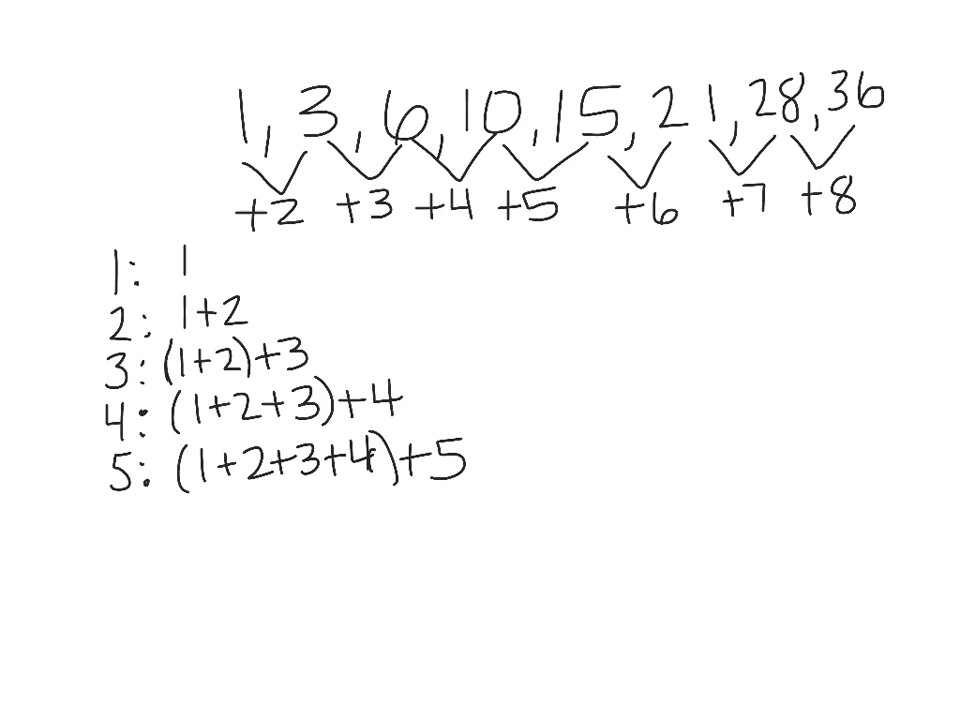 1, 3, 6, 10, 15, 21, 28, 36
+2 +3 +4 +5 +6 +7 +8
1: 1
2: 1+2
3: (1+2)+3
4: (1+2+3)+4
5: (1+2+3+4)+5